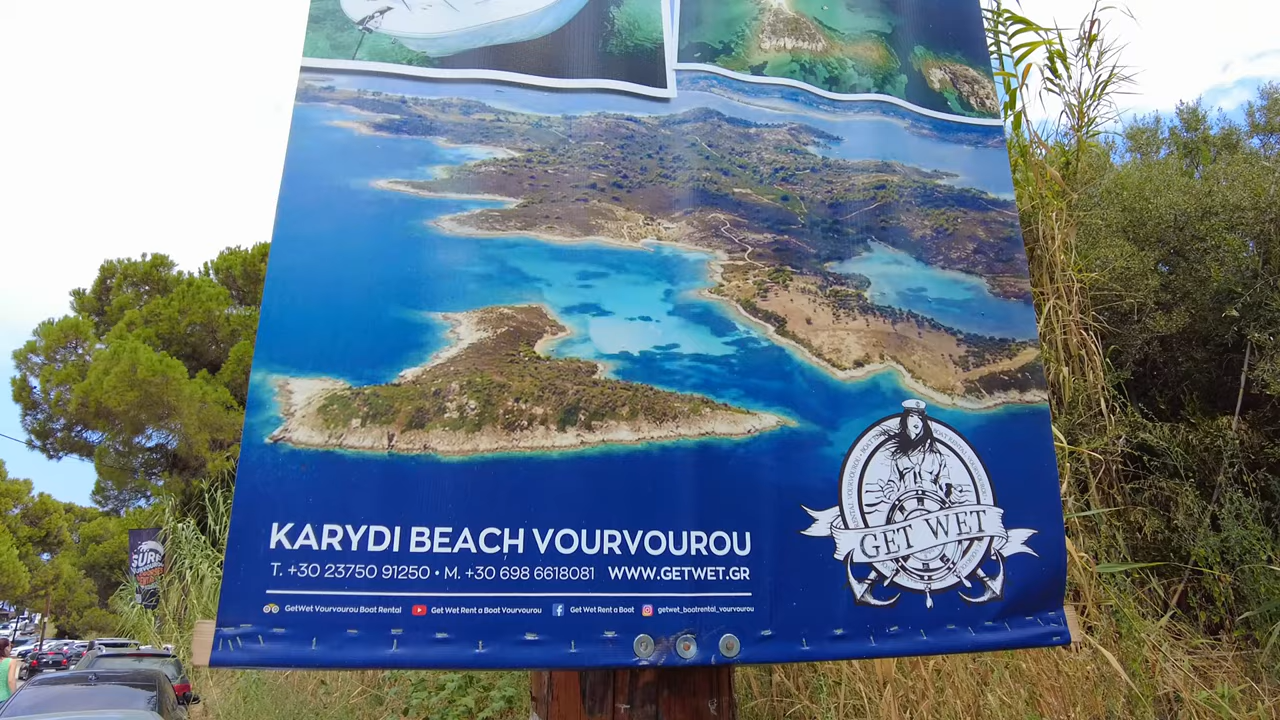 KARYDI BEACH VOURVOUROU
T. +30 23750 91250 • M. +30 698 6618081 WWW.GETWET.GR
GetWet Vourvourou Boat Rental Get Wet Rent a Boat Vourvourou Get Wet Rent a Boat getwet_boatrental_vourvourou
GET WET
SURF